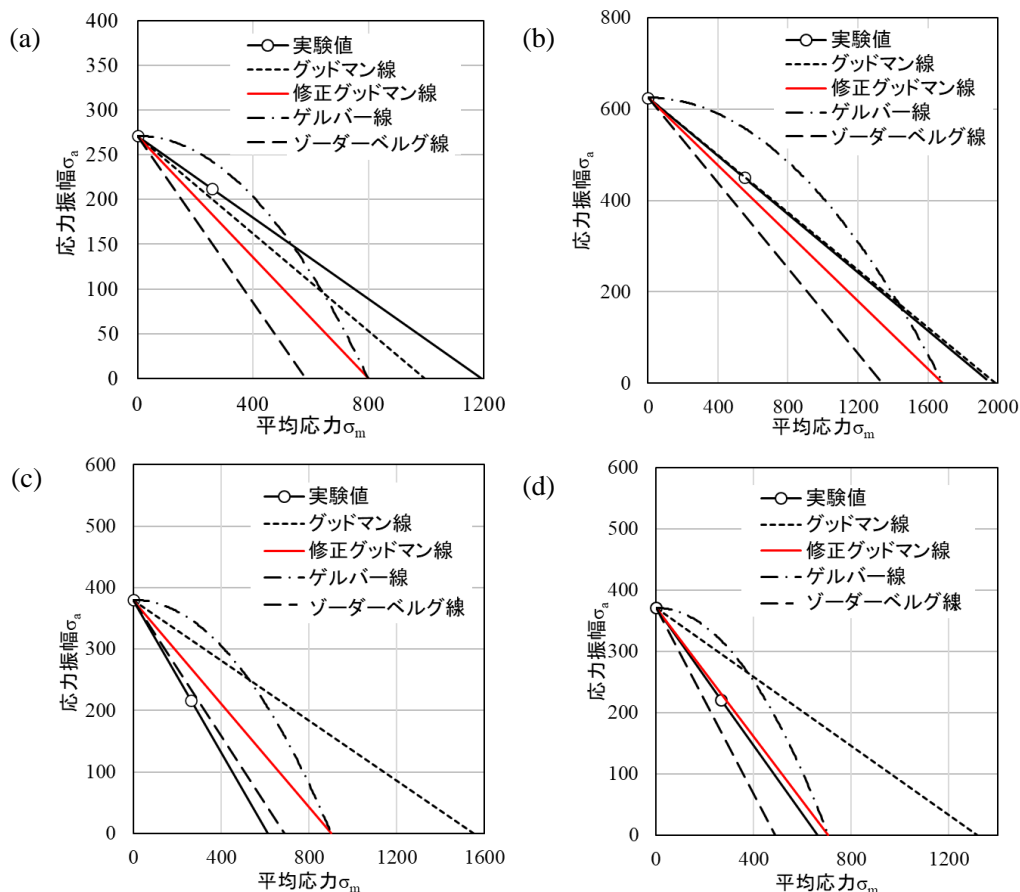 (a)
400
350
300
250
200
150
100
50
0
応力振幅σa
実験値
グッドマン線
修正グッドマン線
ゲルバー線
ゾーダーベルグ線
0
400
800
1200
平均応力σm
(b)
800
600
400
200
0
応力振幅σa
実験値
グッドマン線
修正グッドマン線
ゲルバー線
ゾーダーベルグ線
0
400
800
1200
1600
2000
平均応力σm
(c)
600
500
400
300
200
100
0
応力振幅σa
実験値
グッドマン線
修正グッドマン線
ゲルバー線
ゾーダーベルグ線
0
400
800
1200
1600
平均応力σm
(d)
600
500
400
300
200
100
0
応力振幅σa
実験値
グッドマン線
修正グッドマン線
ゲルバー線
ゾーダーベルグ線
0
400
800
1200
平均応力σm